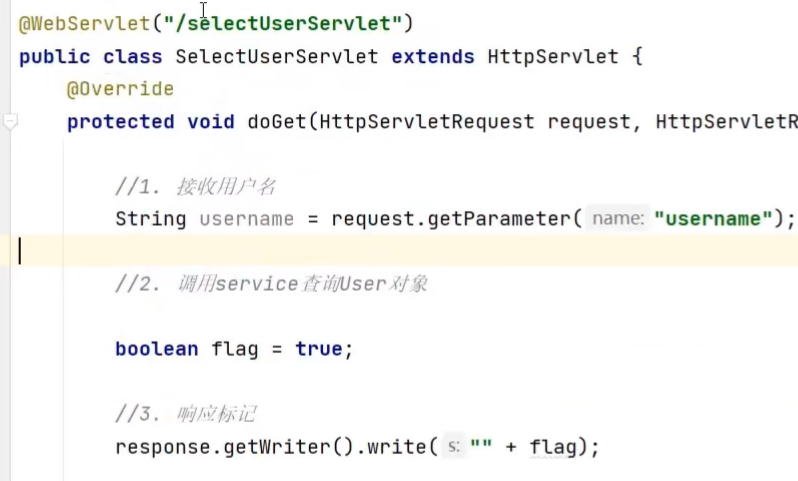 @WebServlet("/selectUserServlet")
public class SelectUserServlet extends HttpServlet {
@Override
protected void doGet(HttpServletRequest request, HttpServletR
//1. 接收用户名
String username = request.getParameter( name: "username");
//2. 调用service查询User对象
boolean flag = true;
//3. 响应标记
response.getWriter().write( s: "" + flag);